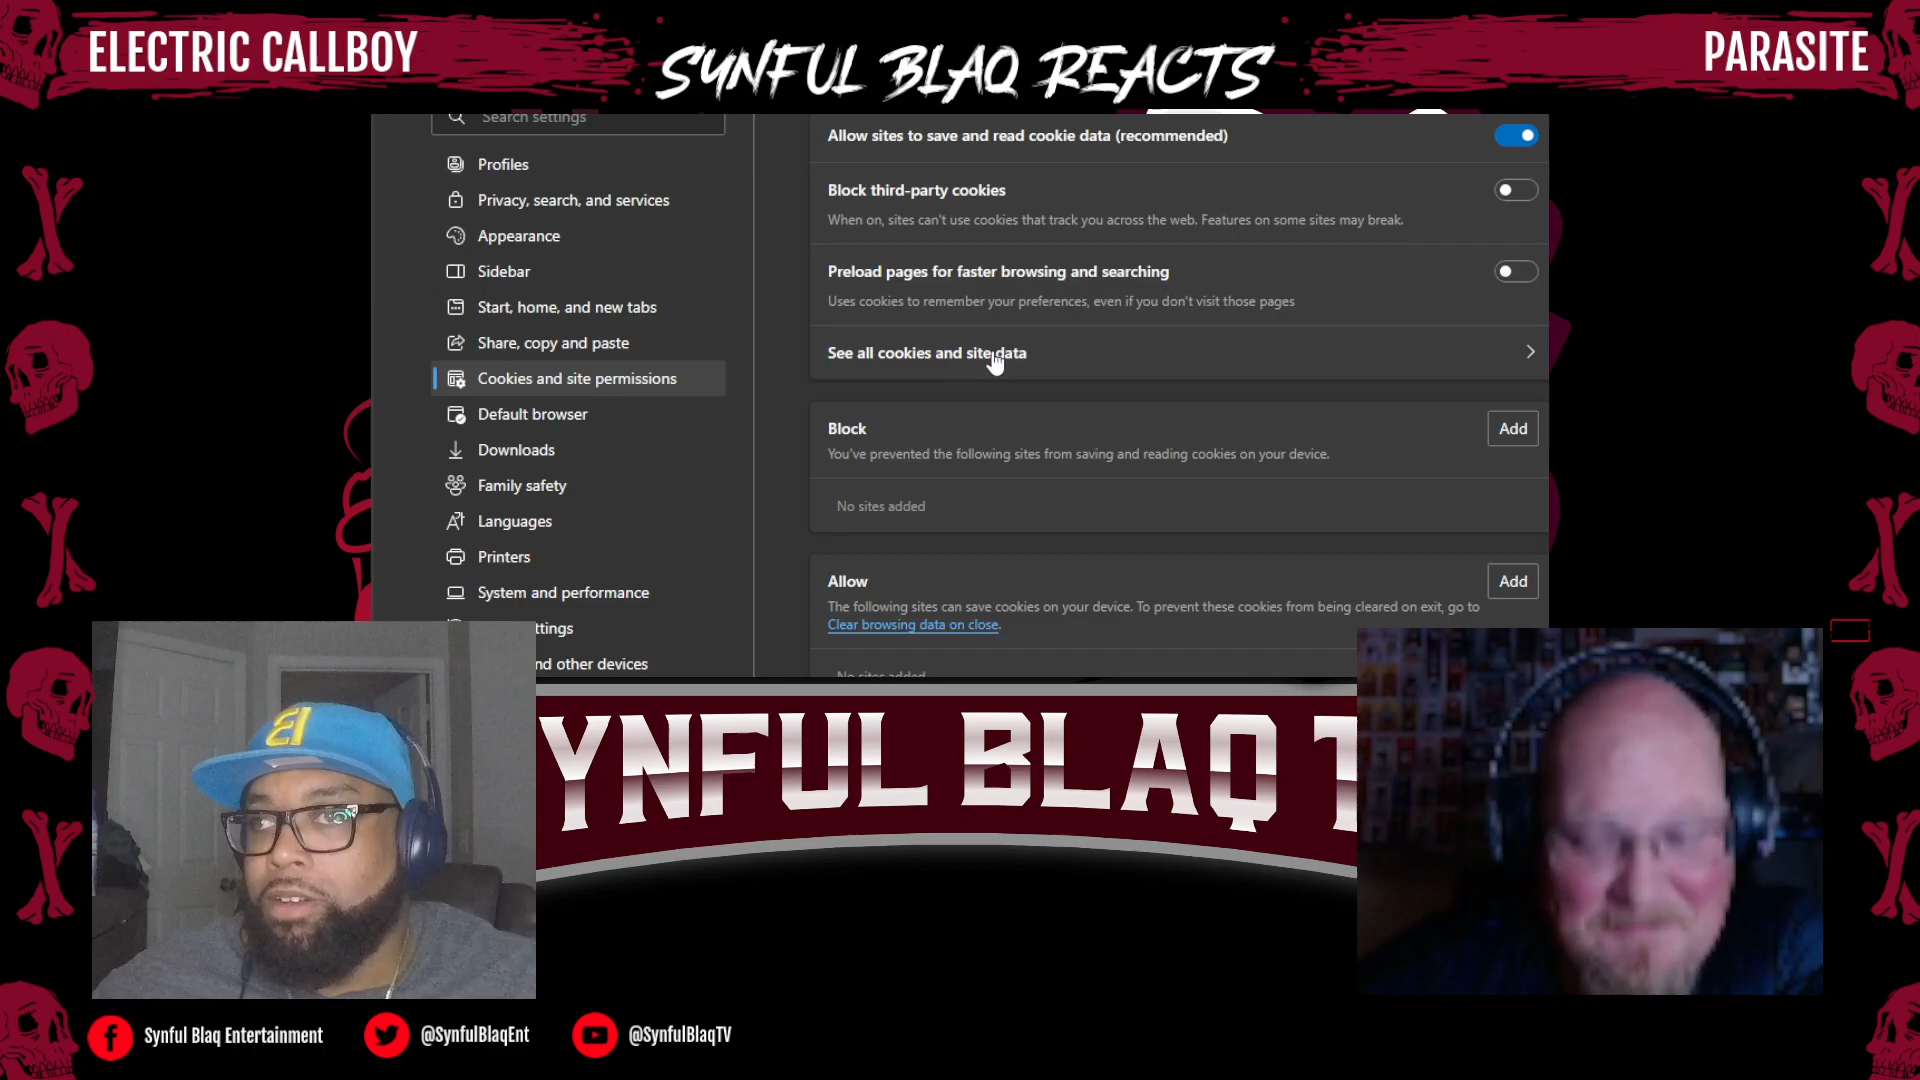 ELECTRIC CALLBOY
SYNFUL BLAQ REACTS
PARASITE
Search settings
Profiles
Privacy, search, and services
Appearance
Sidebar
Start, home, and new tabs
Share, copy and paste
Cookies and site permissions
Default browser
Downloads
Family safety
Languages
Printers
System and performance
ttings
nd other devices
Allow sites to save and read cookie data (recommended)
Block third-party cookies
When on, sites can't use cookies that track you across the web. Features on some sites may break.
Preload pages for faster browsing and searching
Uses cookies to remember your preferences, even if you don't visit those pages
See all cookies and site data
Block
Add
You've prevented the following sites from saving and reading cookies on your device.
No sites added
Allow
Add
The following sites can save cookies on your device. To prevent these cookies from being cleared on exit, go to
Clear browsing data on close.
No sites added
YNFUL BLAQ T
Synful Blaq Entertainment
@SynfulBlaqEnt
@SynfulBlaqTV